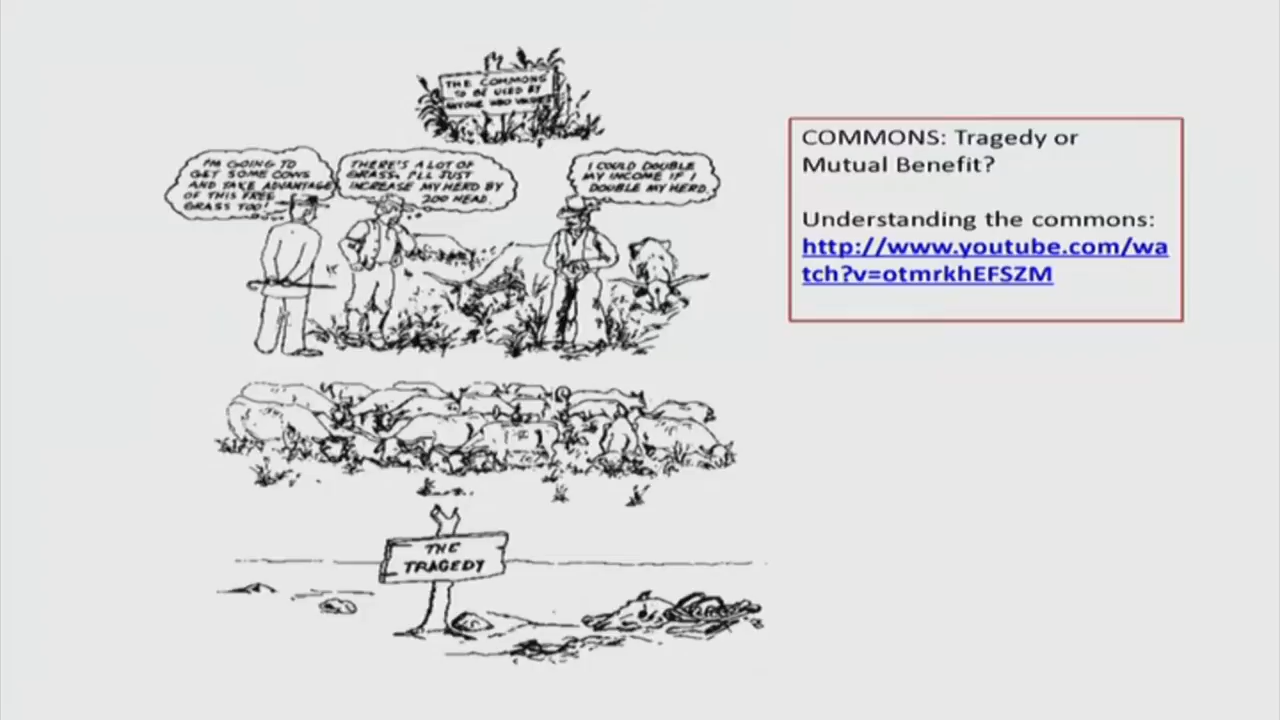 THE COMMONS
TO BE USED BY
ANYONE WHO
I'M GOING TO
GET SOME COWS
AND TAKE ADVANTAGE
OF THIS FREE
GRASS TOO!
THERE'S A LOT OF
GRASS, I'LL JUST
INCREASE MY HERD BY
200 HEAD.
I COULD DOUBLE
MY INCOME IF I
DOUBLE MY HERD.
THE
TRAGEDY
COMMONS: Tragedy or
Mutual Benefit?
Understanding the commons:
http://www.youtube.com/wa
tch?v=otmrkhEFSZM